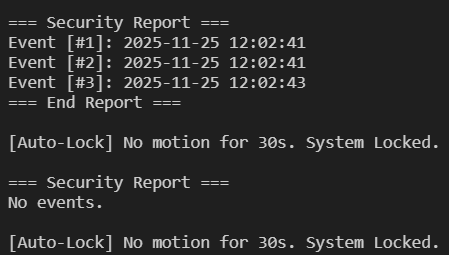 === Security Report ===
Event [#1]: 2025-11-25 12:02:41
Event [#2]: 2025-11-25 12:02:41
Event [#3]: 2025-11-25 12:02:43
=== End Report ===
[Auto-Lock] No motion for 30s. System Locked.
=== Security Report ===
No events.
[Auto-Lock] No motion for 30s. System Locked.